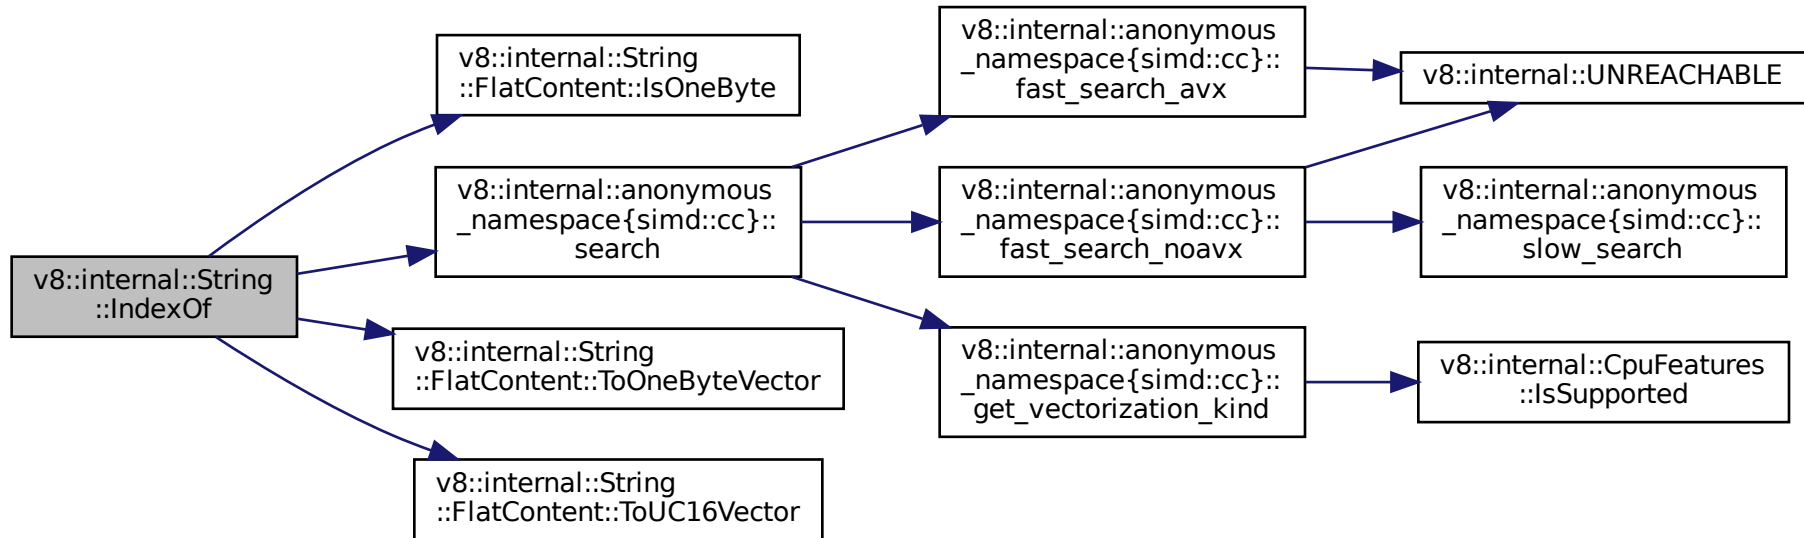 v8::internal::String
::IndexOf
v8::internal::String
::FlatContent::IsOneByte
v8::internal::anonymous
_namespace{simd::cc}::
search
v8::internal::String
::FlatContent::ToOneByteVector
v8::internal::String
::FlatContent::ToUC16Vector
v8::internal::anonymous
_namespace{simd::cc}::
fast_search_avx
v8::internal::anonymous
_namespace{simd::cc}::
fast_search_noavx
v8::internal::anonymous
_namespace{simd::cc}::
get_vectorization_kind
v8::internal::UNREACHABLE
v8::internal::anonymous
_namespace{simd::cc}::
slow_search
v8::internal::CpuFeatures
::IsSupported